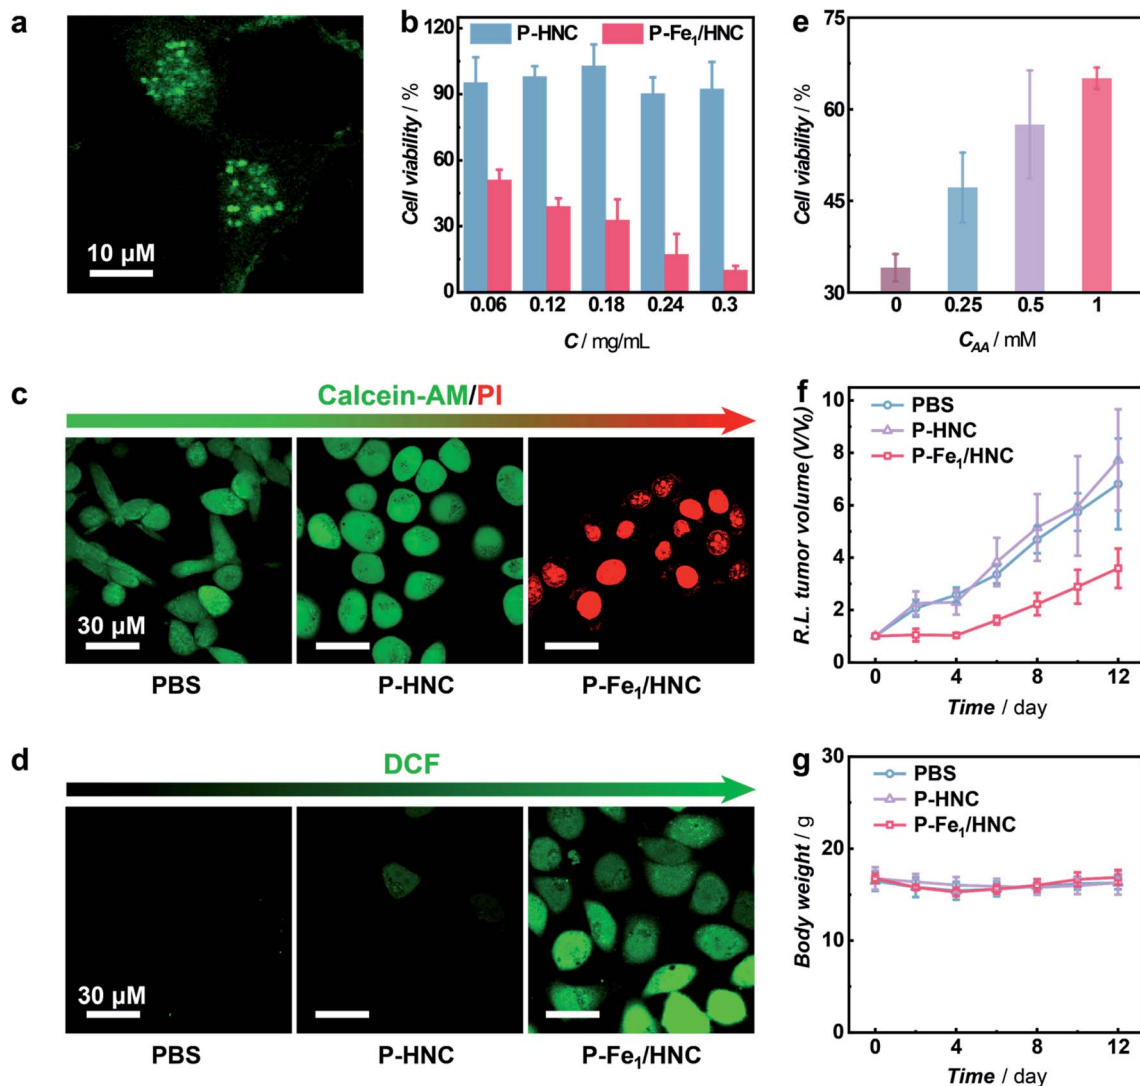 a
10 µM
b
P-HNC
P-Fe₁/HNC
Cell viability / %
120
90
60
30
0
0.06 0.12 0.18 0.24 0.3
C / mg/mL
e
Cell viability / %
75
60
45
30
0 0.25 0.5 1
C_AA / mM
c
Calcein-AM/PI
30 µM
PBS P-HNC P-Fe₁/HNC
f
PBS
P-HNC
P-Fe₁/HNC
R.L. tumor volume (V/V₀)
10
8
6
4
2
0
0 4 8 12
Time / day
d
DCF
30 µM
PBS P-HNC P-Fe₁/HNC
g
PBS
P-HNC
P-Fe₁/HNC
Body weight / g
30
20
10
0
0 4 8 12
Time / day